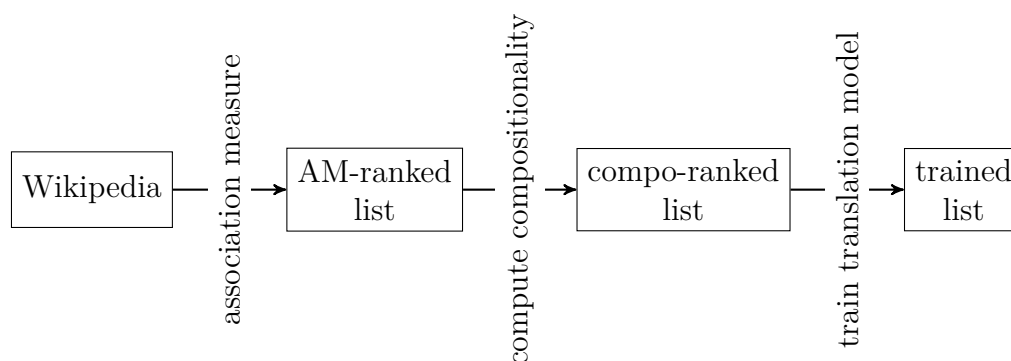 Wikipedia
association measure
AM-ranked
list
compute compositionality
compo-ranked
list
train translation model
trained
list